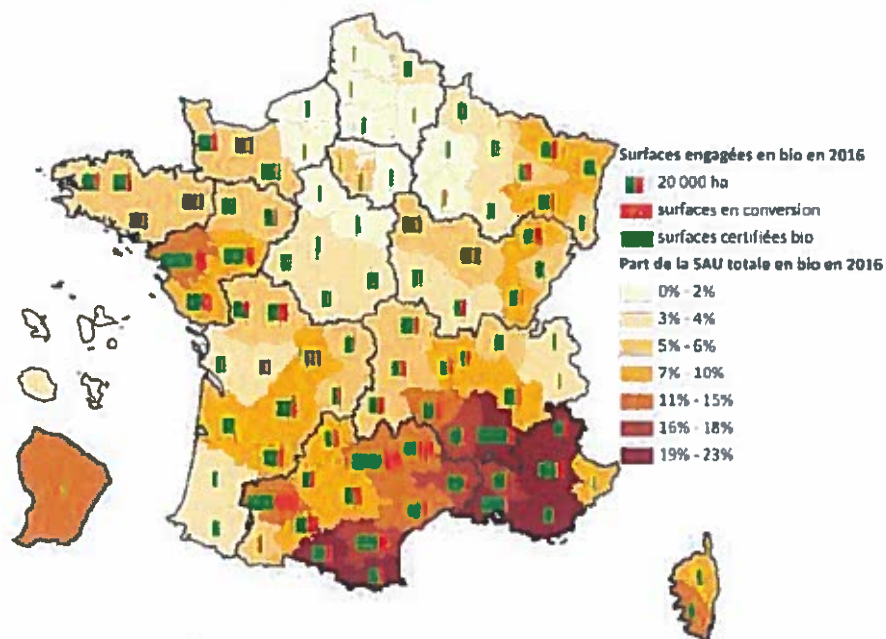 Surfaces engagées en bio en 2016
20 000 ha
surfaces en conversion
surfaces certifiées bio
Part de la SAU totale en bio en 2016
0% - 2%
3% - 4%
5% - 6%
7% - 10%
11% - 15%
16% - 18%
19% - 23%